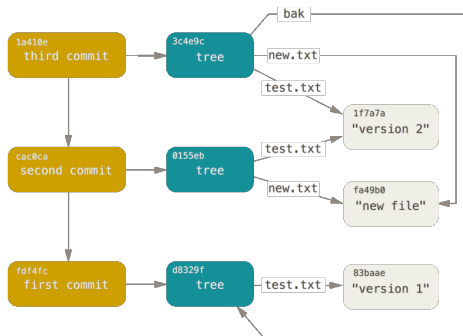 bak
1a410e
third commit
3c4e9c
tree
new.txt
test.txt
1f7a7a
"version 2"
cac0ca
second commit
0155eb
tree
test.txt
new.txt
fa49b0
"new file"
fdf4fc
first commit
d8329f
tree
test.txt
83baae
"version 1"